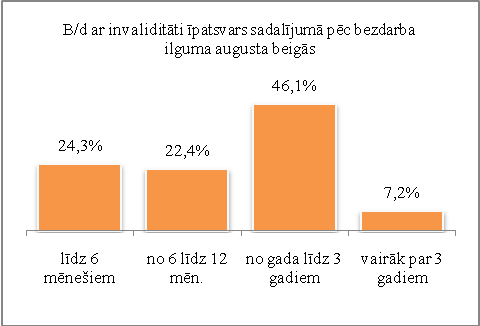 B/d ar invaliditāti īpatsvars sadalījumā pēc bezdarba
ilguma augusta beigās
46,1%
24,3%
22,4%
7,2%
līdz 6
mēnešiem
no 6 līdz 12
mēn.
no gada līdz 3
gadiem
vairāk par 3
gadiem